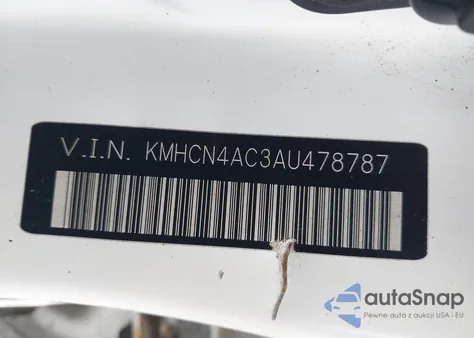 V.I.N. KMHCN4AC3AU478787
autaSnap
Pewne auta z aukcji USA - EU